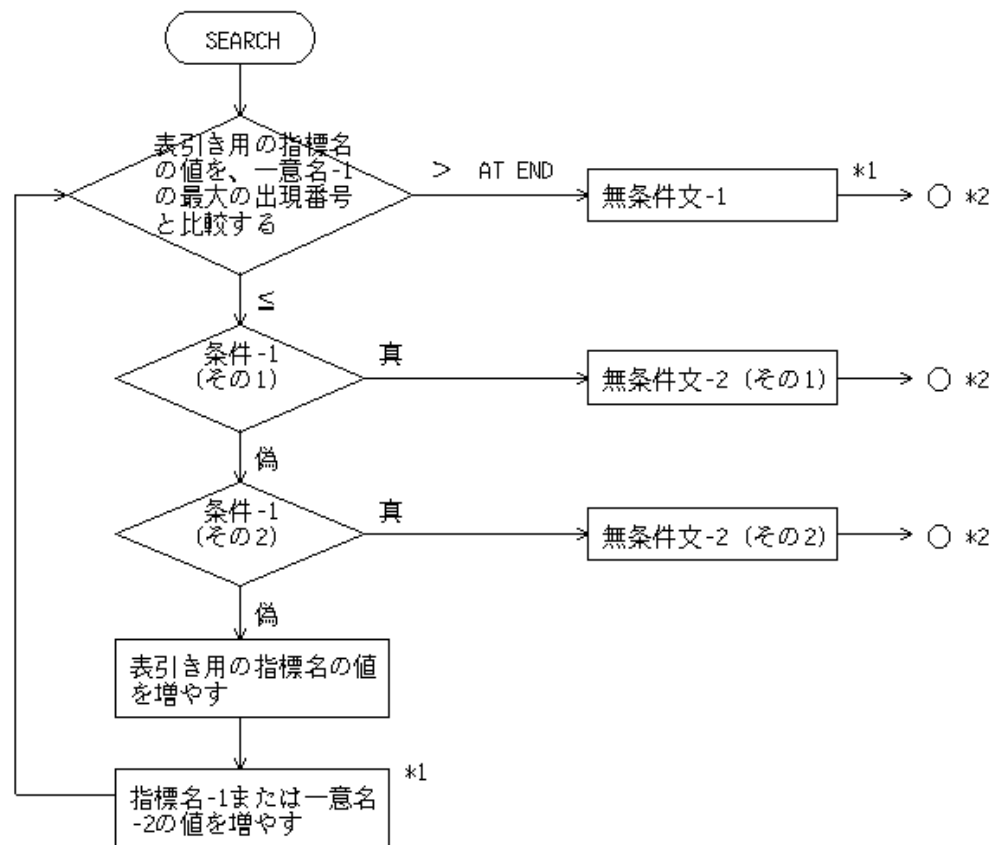 SEARCH
表引き用の指標名
の値を、一意名-1
の最大の出現番号
と比較する
> AT END
無条件文-1
*1
*2
≦
条件-1
(その1)
真
無条件文-2 (その1)
*2
偽
条件-1
(その2)
真
無条件文-2 (その2)
*2
偽
表引き用の指標名の値
を増やす
指標名-1または一意名
-2の値を増やす
*1